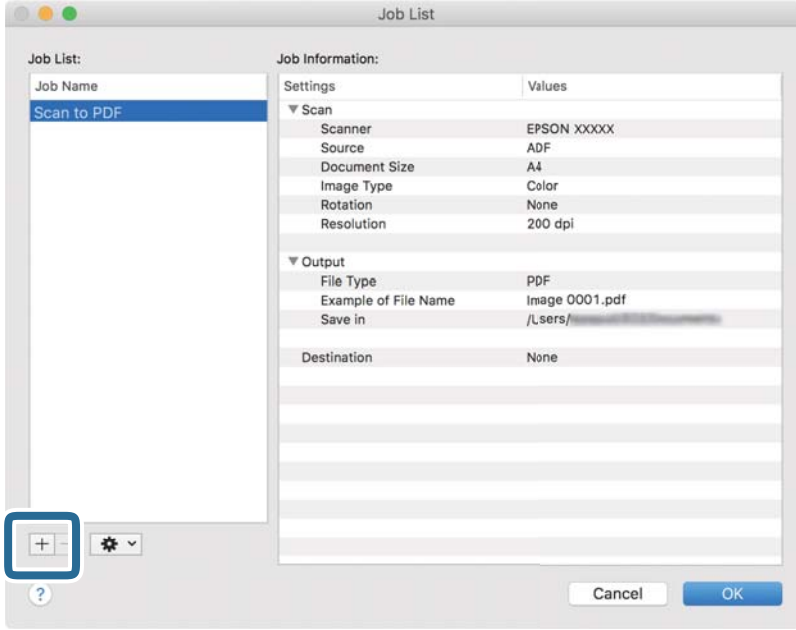 Job List
Job List:
Job Information:
Job Name
Scan to PDF
Settings Values
Scan
Scanner EPSON XXXXX
Source ADF
Document Size A4
Image Type Color
Rotation None
Resolution 200 dpi
Output
File Type PDF
Example of File Name Image 0001.pdf
Save in /Users/
Destination None
+ -
?
Cancel OK